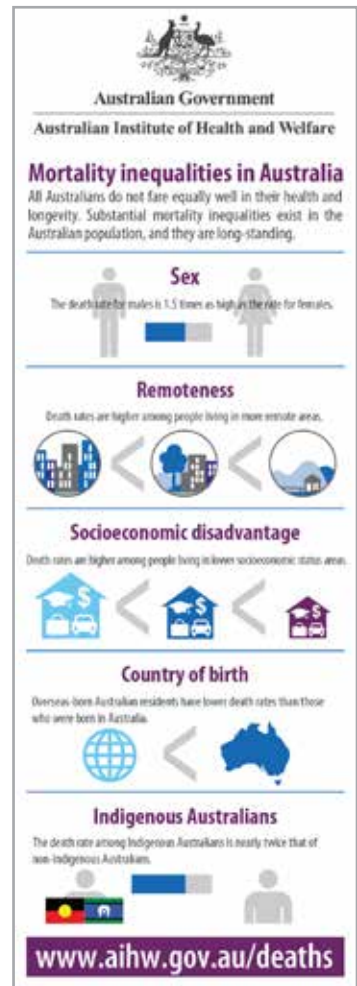 Australian Government
Australian Institute of Health and Welfare
Mortality inequalities in Australia
All Australians do not fare equally well in their health and
longevity. Substantial mortality inequalities exist in the
Australian population, and they are long-standing.
Sex
The death rate for males is 1.5 times as high as the rate for females.
Remoteness
Death rates are higher among people living in more remote areas.
<
<
Socioeconomic disadvantage
Death rates are higher among people living in lower socioeconomic status areas.
$
<
$
<
$
Country of birth
Overseas-born Australian residents have lower death rates than those
who were born in Australia.
<
Indigenous Australians
The death rate among Indigenous Australians is nearly twice that of
non-Indigenous Australians.
www.aihw.gov.au/deaths